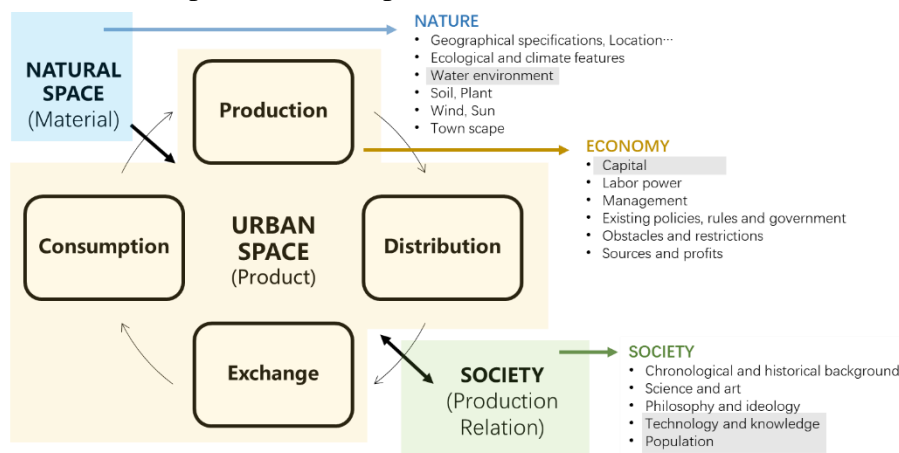 NATURAL
SPACE
(Material)
Production
Consumption
URBAN
SPACE
(Product)
Distribution
Exchange
SOCIETY
(Production
Relation)
NATURE
• Geographical specifications, Location…
• Ecological and climate features
• Water environment
• Soil, Plant
• Wind, Sun
• Town scape
ECONOMY
• Capital
• Labor power
• Management
• Existing policies, rules and government
• Obstacles and restrictions
• Sources and profits
SOCIETY
• Chronological and historical background
• Science and art
• Philosophy and ideology
• Technology and knowledge
• Population